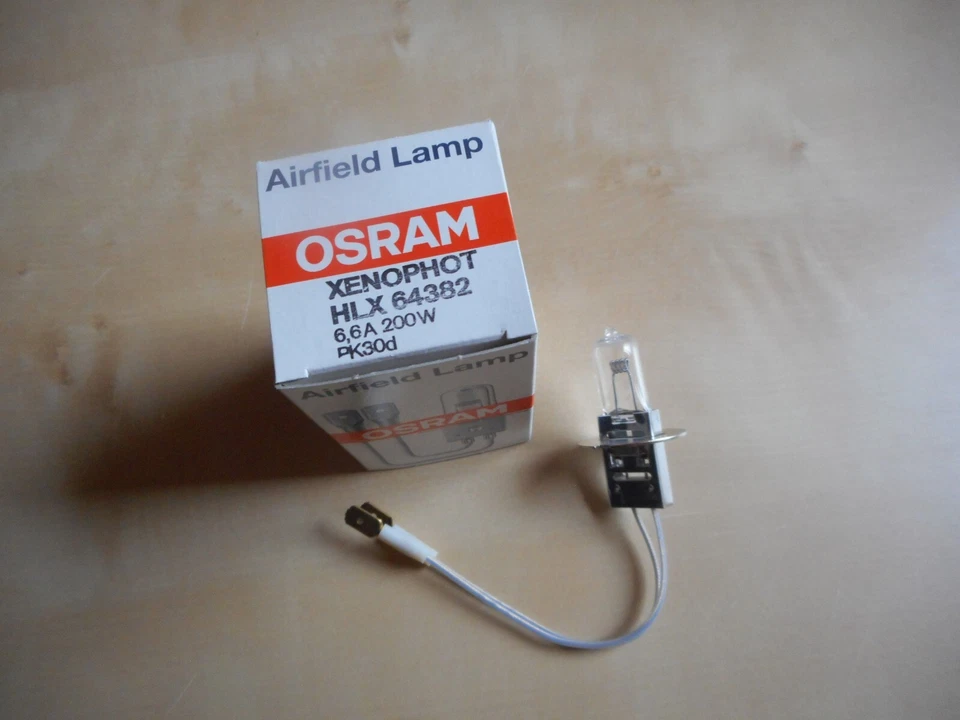 Airfield Lamp
OSRAM
XENOPHOT
HLX 64382
6,6A 200W
PK30d
Airfield Lamp
OSRAM